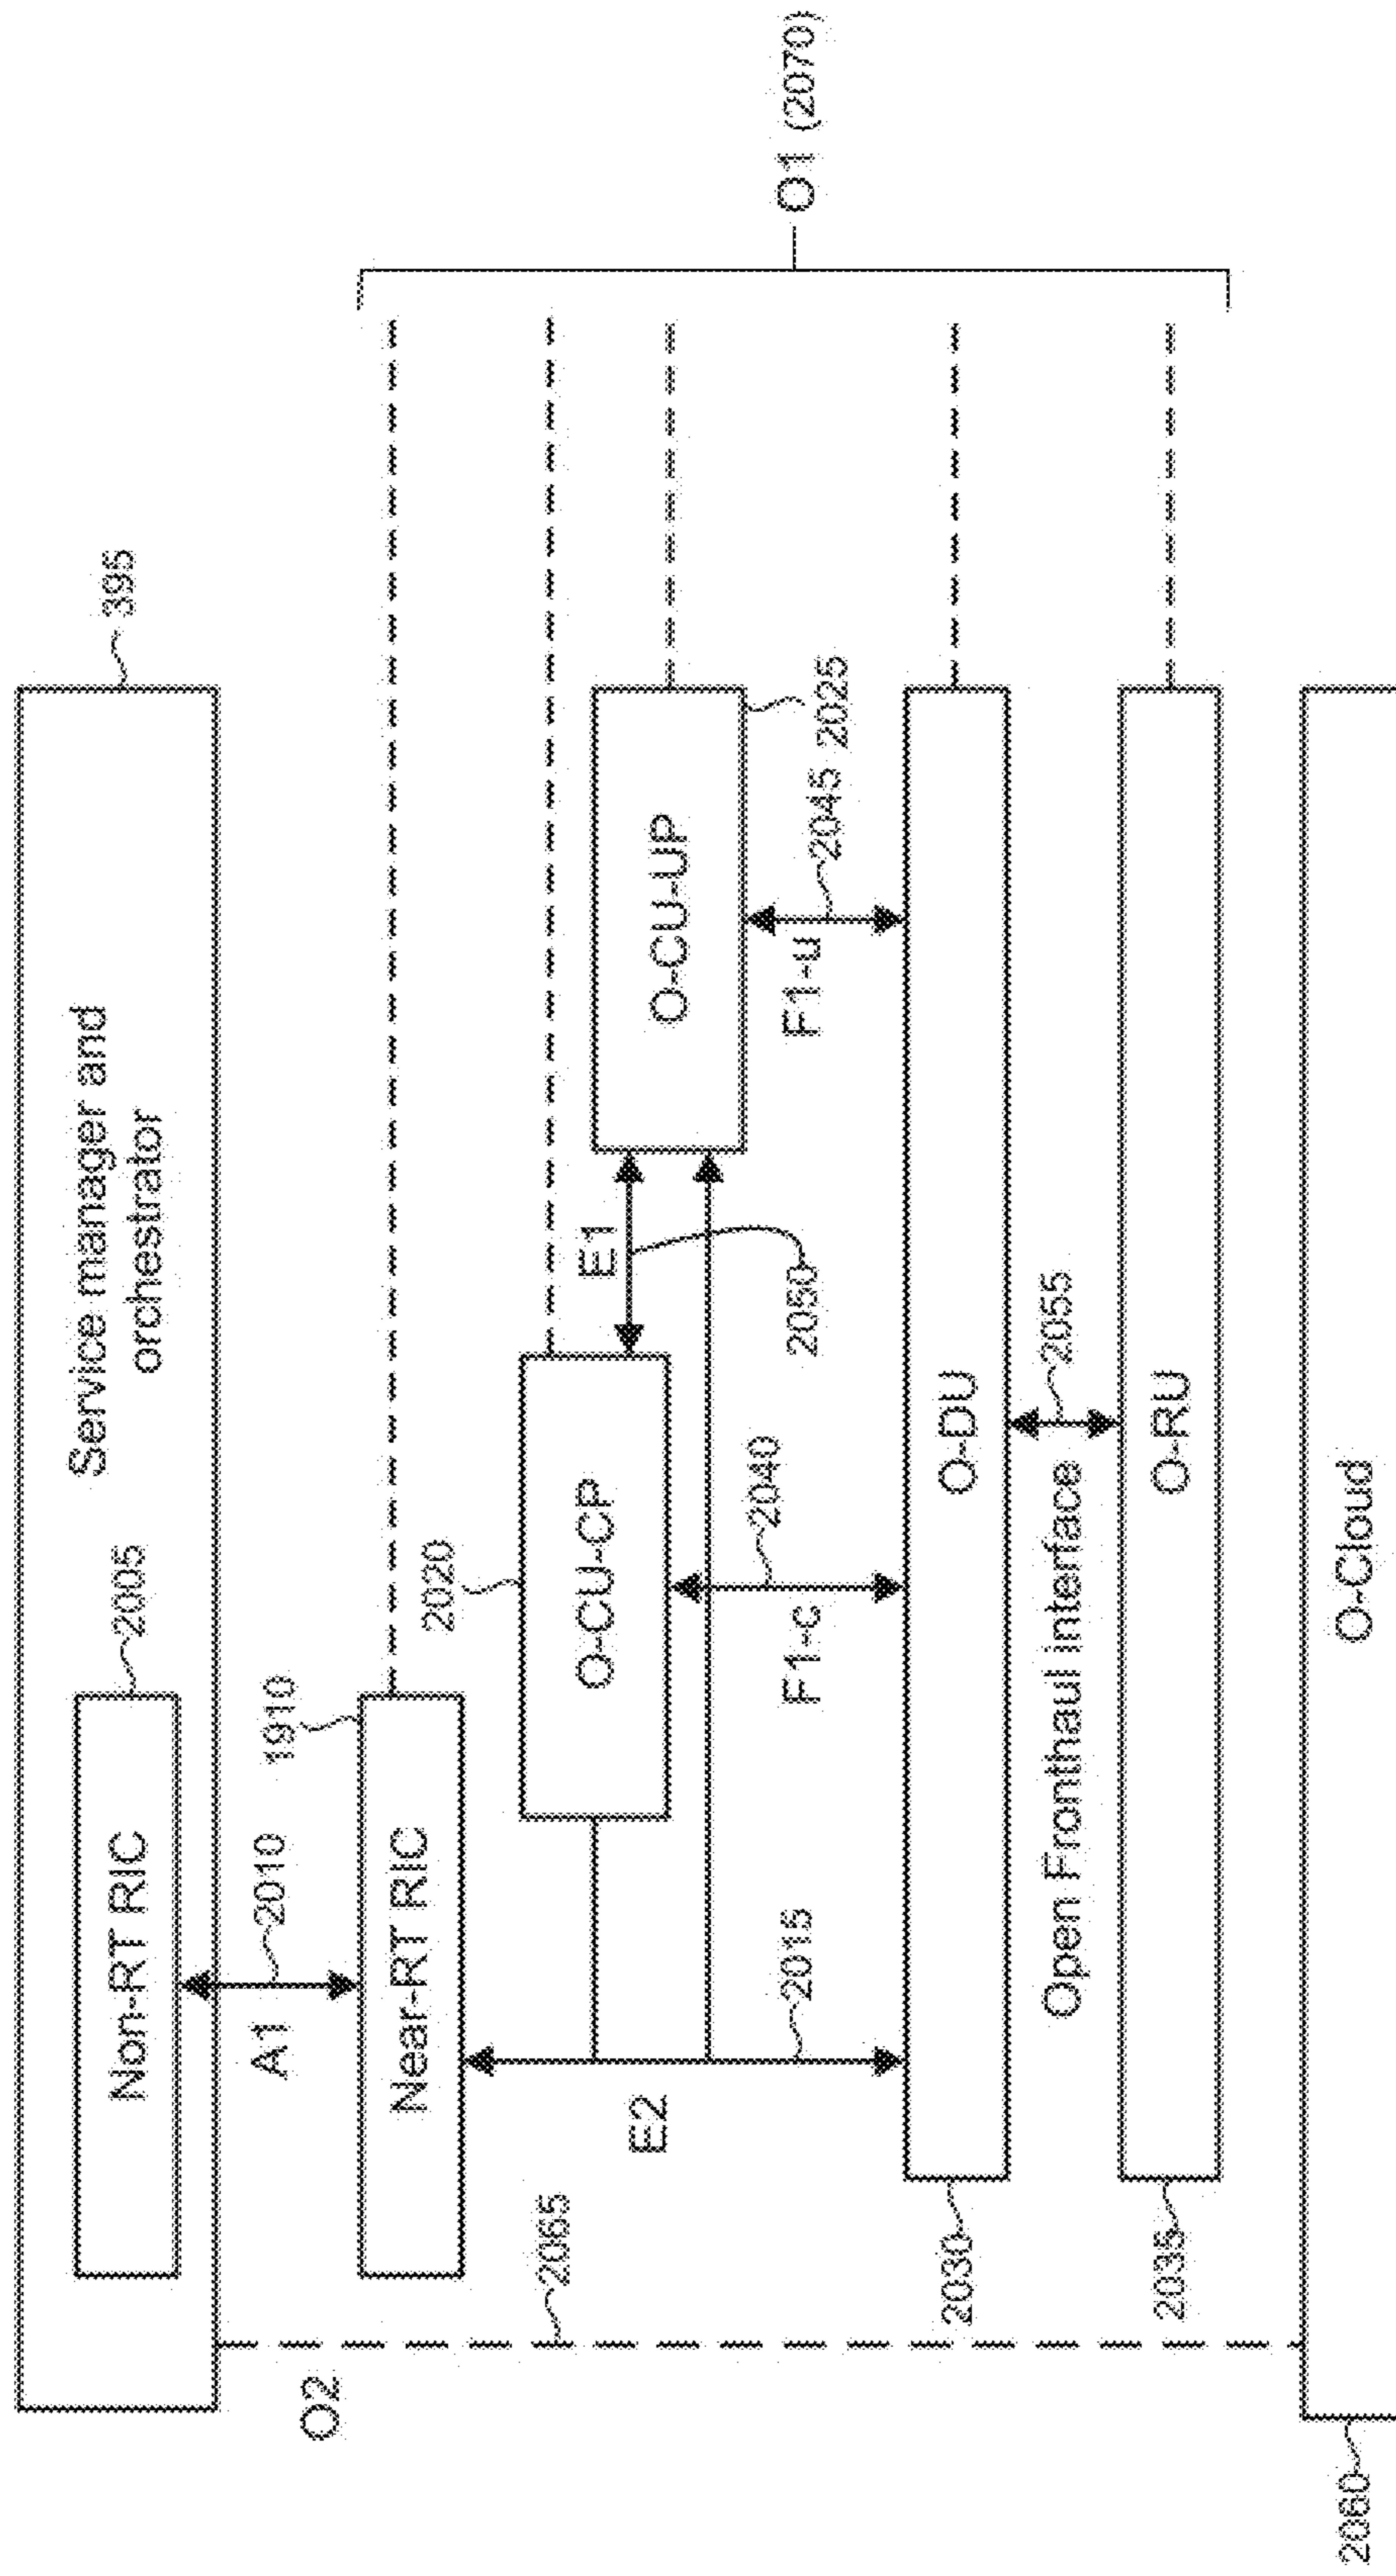 Service manager and
orchestrator
395
Non-RT RIC
2005
O2
A1
2010
1910
Near-RT RIC
2020
O-CU-CP
E1
O-CU-UP
O1 (2070)
2065
E2
2015
F1-c
2040
2050
F1-u
2045
2025
2030
O-DU
Open Fronthaul interface
2055
2035
O-RU
2060
O-Cloud